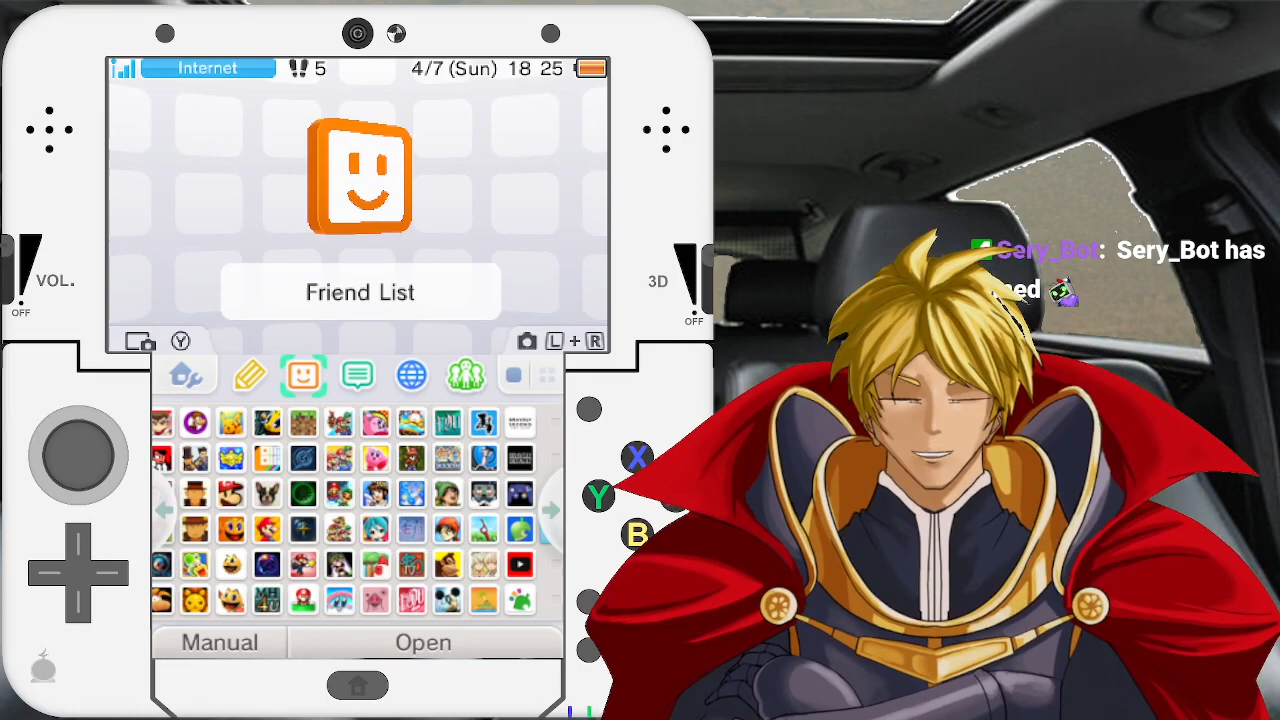 Internet 5 4/7 (Sun) 18 25
VOL.
OFF
3D
OFF
Friend List
Y L + R
Sery_Bot: Sery_Bot has
X
Y
B
Manual Open